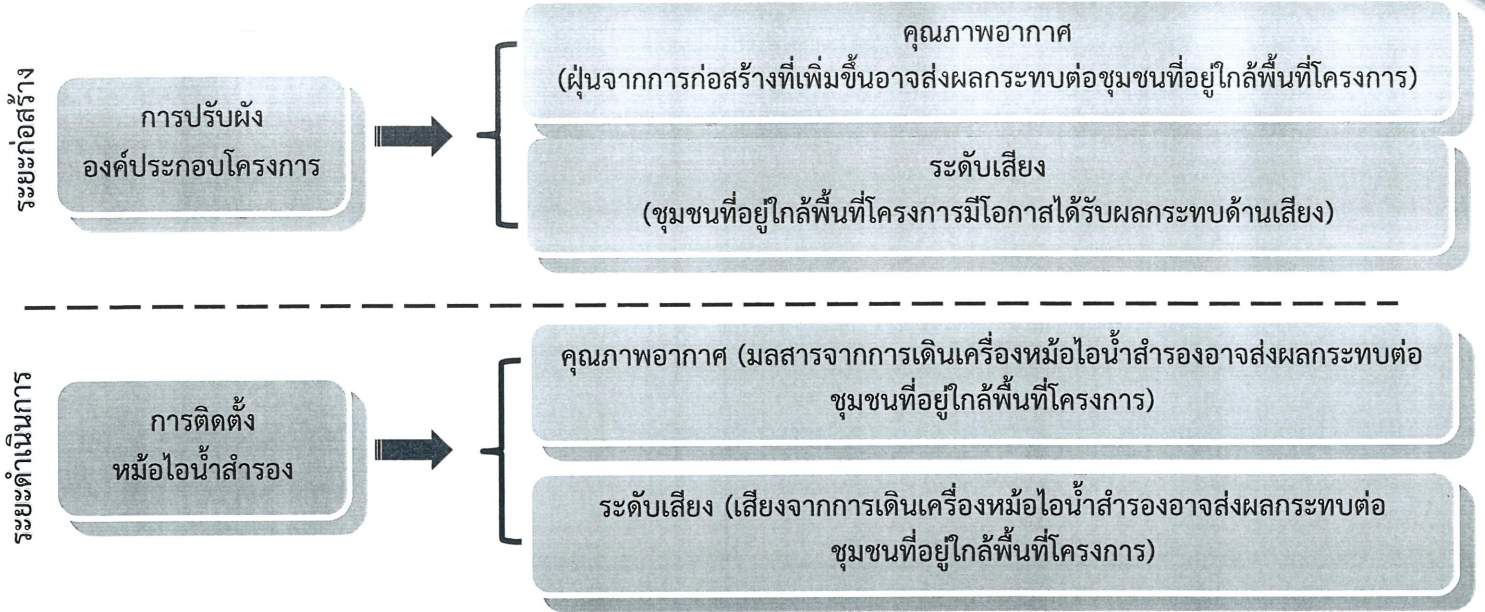 ระยะก่อสร้าง
การปรับผัง
องค์ประกอบโครงการ
คุณภาพอากาศ
(ฝุ่นจากการก่อสร้างที่เพิ่มขึ้นอาจส่งผลกระทบต่อชุมชนที่อยู่ใกล้พื้นที่โครงการ)
ระดับเสียง
(ชุมชนที่อยู่ใกล้พื้นที่โครงการมีโอกาสได้รับผลกระทบด้านเสียง)
ระยะดำเนินการ
การติดตั้ง
หม้อไอน้ำสำรอง
คุณภาพอากาศ (มลสารจากการเดินเครื่องหม้อไอน้ำสำรองอาจส่งผลกระทบต่อ
ชุมชนที่อยู่ใกล้พื้นที่โครงการ)
ระดับเสียง (เสียงจากการเดินเครื่องหม้อไอน้ำสำรองอาจส่งผลกระทบต่อ
ชุมชนที่อยู่ใกล้พื้นที่โครงการ)